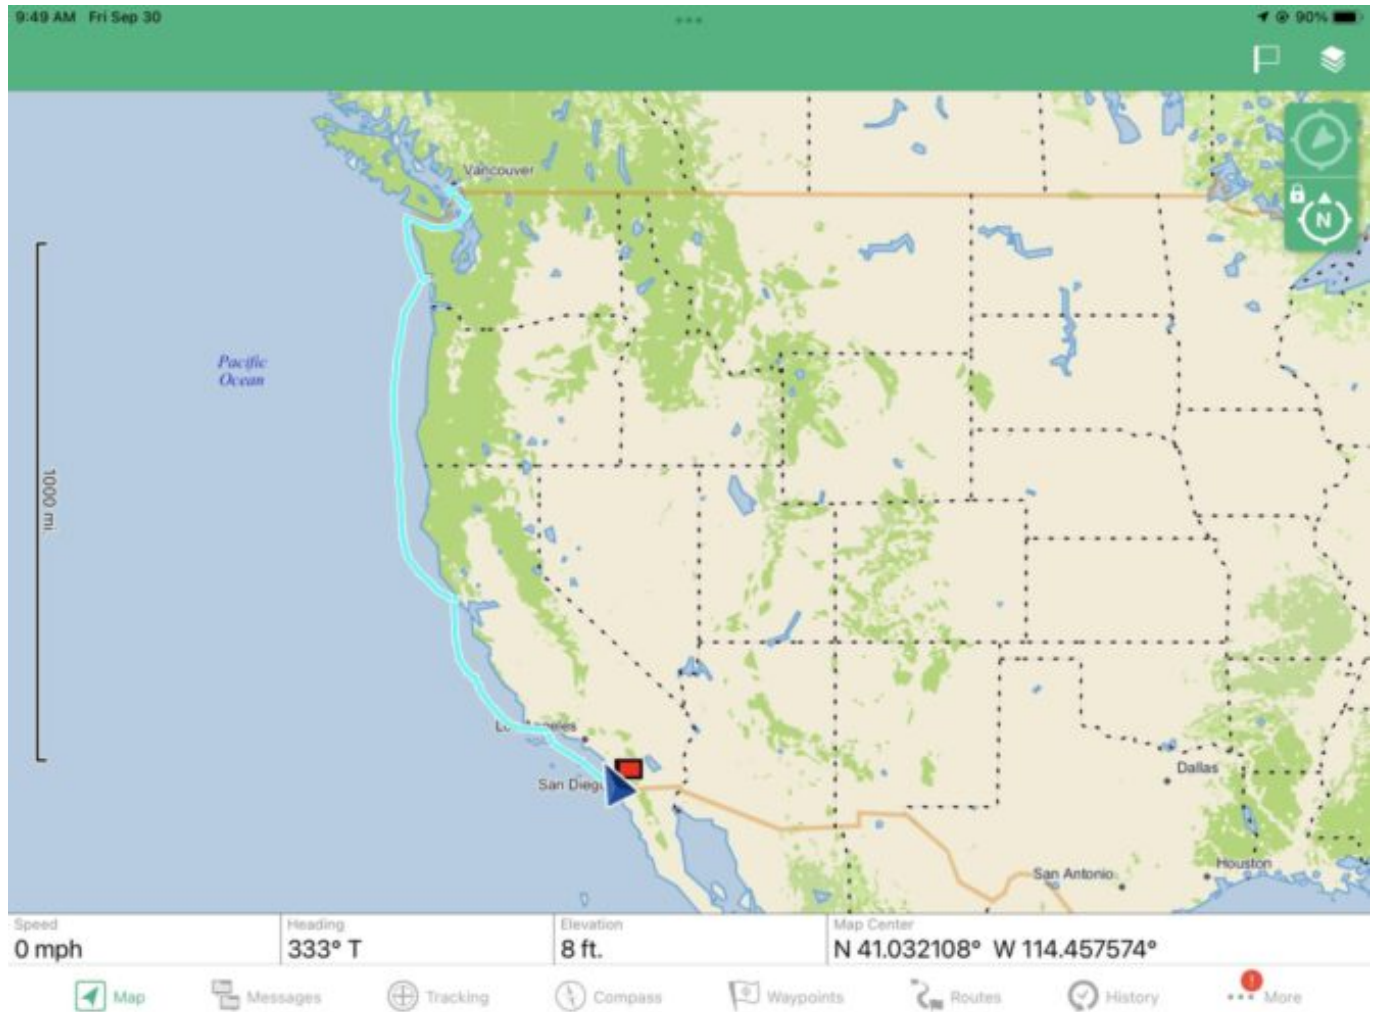 9:49 AM Fri Sep 30
90%
Vancouver
N
Pacific
Ocean
1000 mi.
Dallas
San
Houston
San Antonio
Speed
0 mph
Heading
333° T
Elevation
8 ft.
Map Center
N 41.032108° W 114.457574°
Map
Messages
Tracking
Compass
Waypoints
Routes
History
More